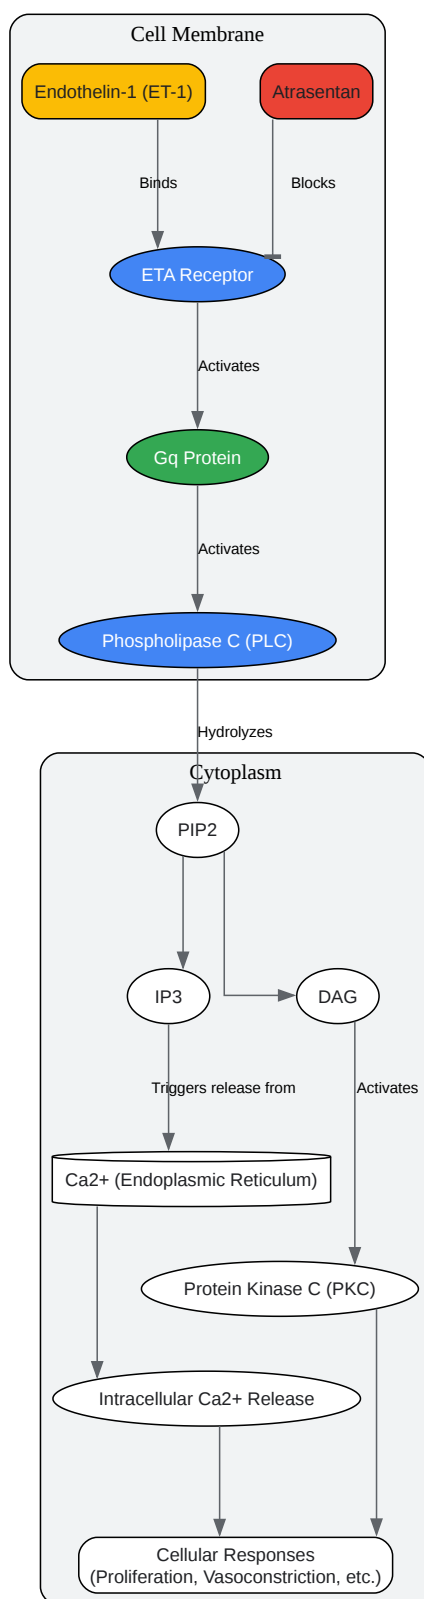 Cell Membrane
Endothelin-1 (ET-1)
Atrasentan
Binds
Blocks
ETA Receptor
Activates
Gq Protein
Activates
Phospholipase C (PLC)
Hydrolyzes
Cytoplasm
PIP2
IP3
DAG
Triggers release from
Activates
Ca2+ (Endoplasmic Reticulum)
Protein Kinase C (PKC)
Intracellular Ca2+ Release
Cellular Responses
(Proliferation, Vasoconstriction, etc.)